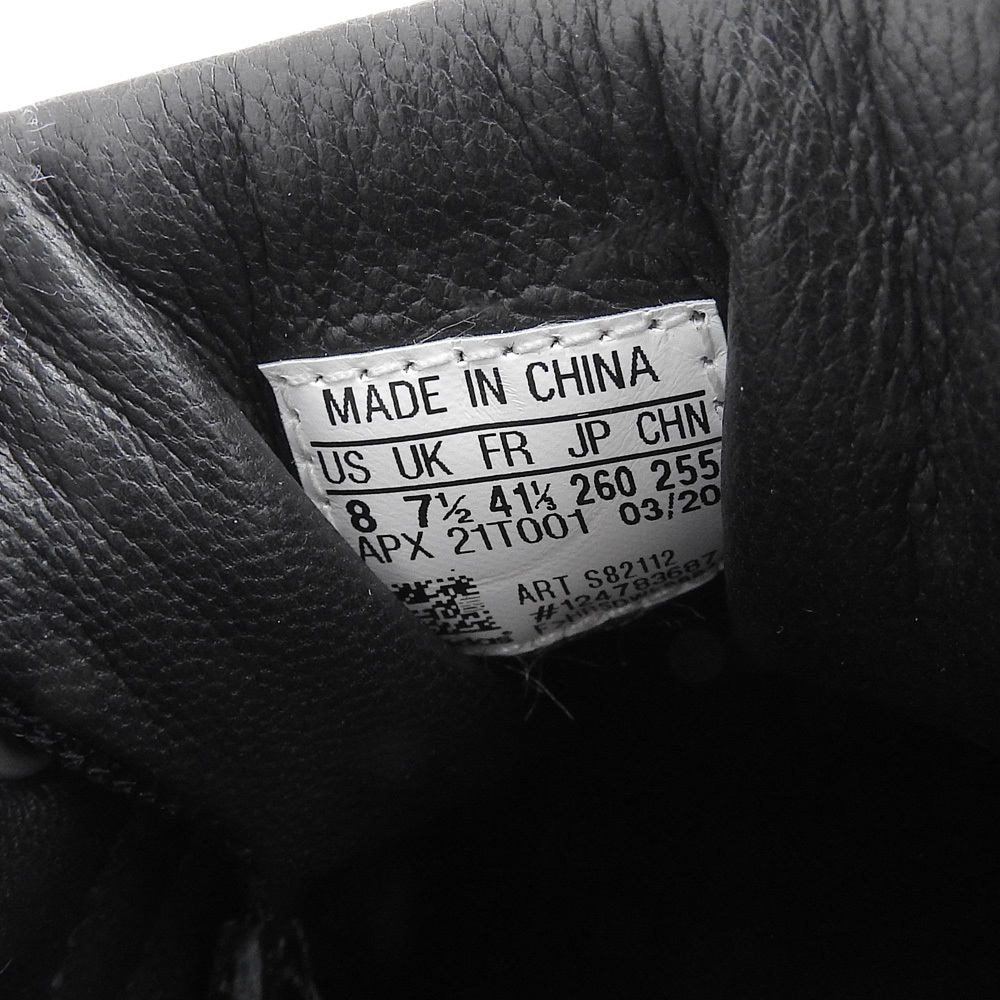 MADE IN CHINA
US UK FR JP CHN
8 7½ 41⅓ 260 255
APX 21T001 03/20
ART S82112
#124783687